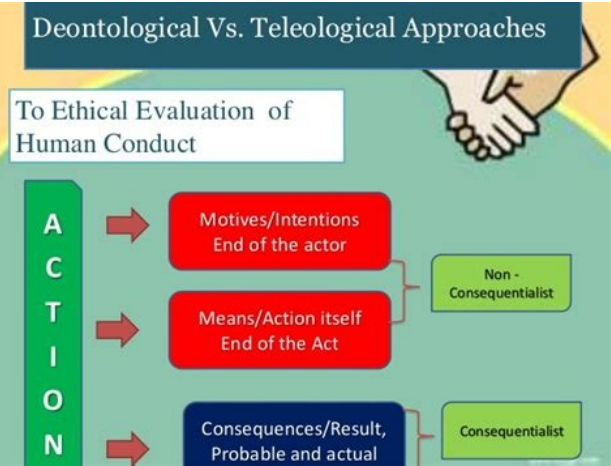 Deontological Vs. Teleological Approaches
To Ethical Evaluation of
Human Conduct
ACTION
Motives/Intentions
End of the actor
Means/Action itself
End of the Act
Non -
Consequentialist
Consequences/Result,
Probable and actual
Consequentialist